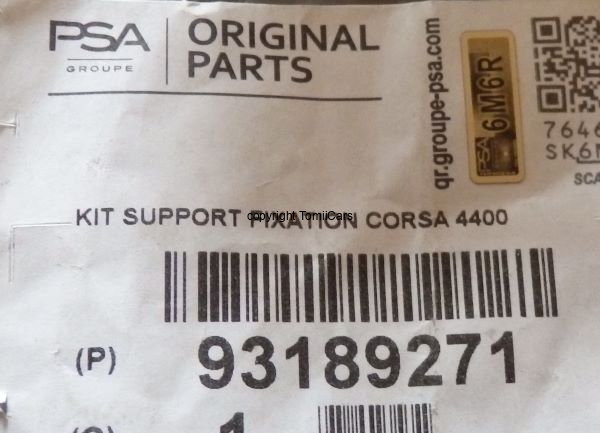 PSA
GROUPE
ORIGINAL
PARTS
qr.groupe-psa.com
PSA 6M6R
7646
SK6
SCA
KIT SUPPORT FIXATION CORSA 4400
copyright TomiiCars
(P) 93189271
1